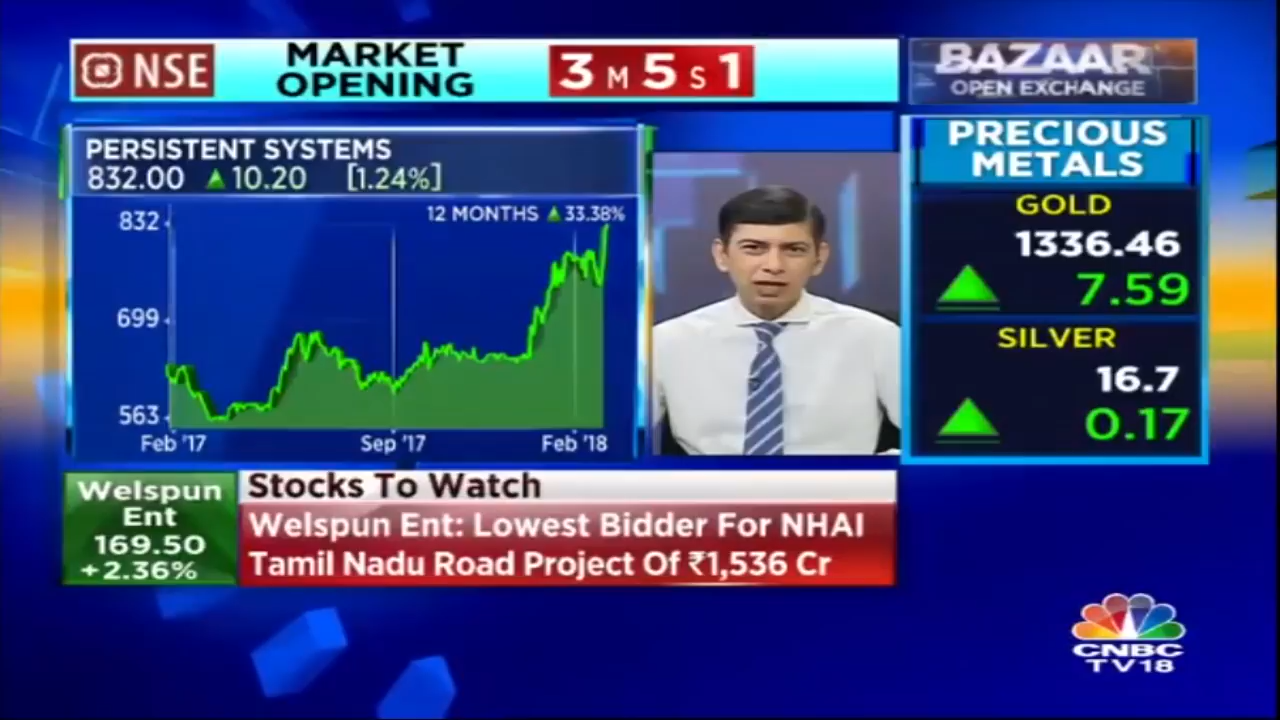 NSE
MARKET
OPENING
3 M 5 S 1
BAZAAR
OPEN EXCHANGE
PERSISTENT SYSTEMS
832.00 ▲ 10.20 [1.24%]
12 MONTHS ▲ 33.38%
832
699
563
Feb '17
Sep '17
Feb '18
PRECIOUS
METALS
GOLD
1336.46
▲ 7.59
SILVER
16.7
▲ 0.17
Welspun
Ent
169.50
+2.36%
Stocks To Watch
Welspun Ent: Lowest Bidder For NHAI
Tamil Nadu Road Project Of ₹1,536 Cr
CNBC
TV18